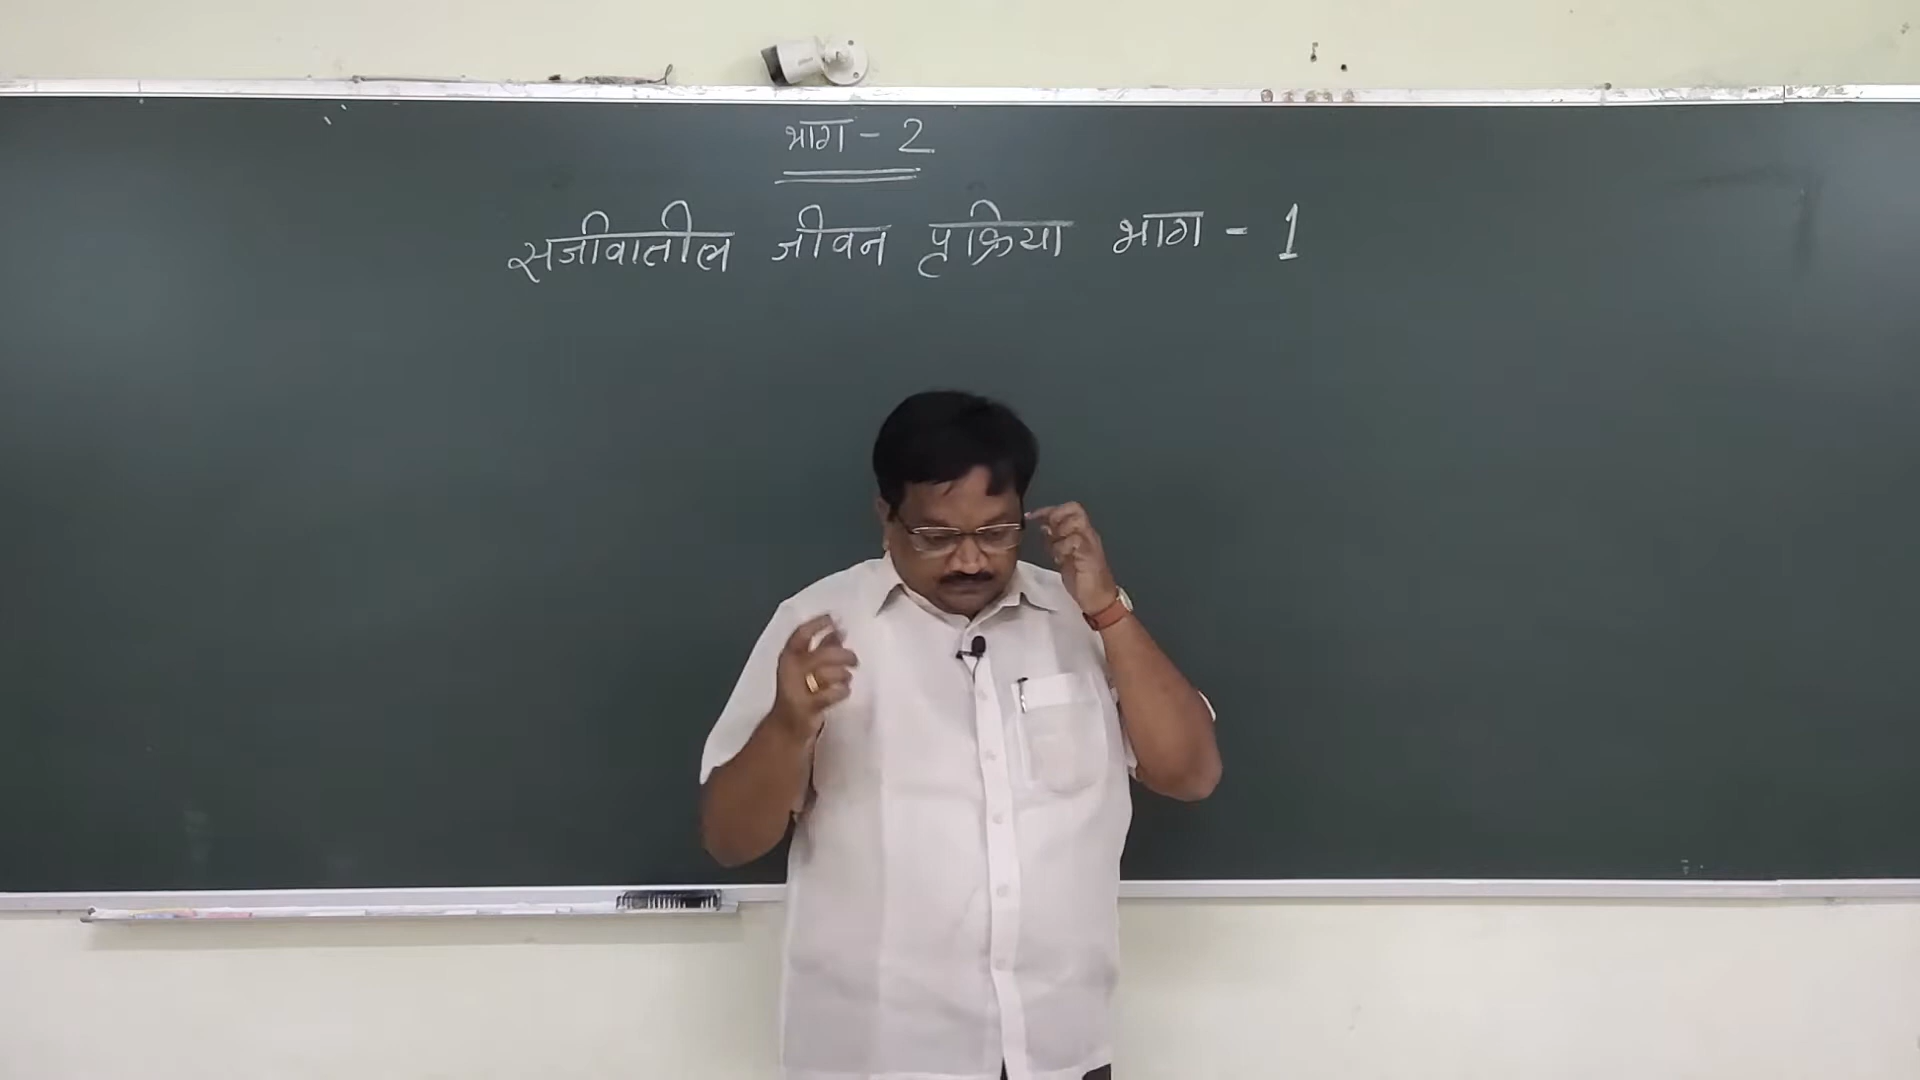 भाग - 2
सजीवातील जीवन प्रक्रिया भाग - 1